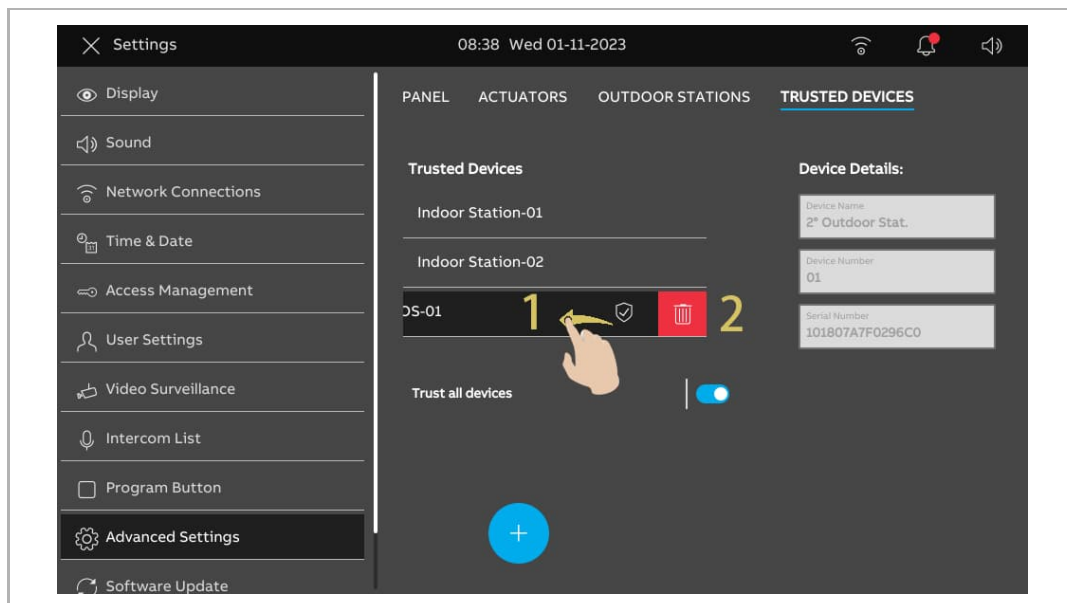 Settings
08:38 Wed 01-11-2023
Display
Sound
Network Connections
Time & Date
Access Management
User Settings
Video Surveillance
Intercom List
Program Button
Advanced Settings
Software Update
PANEL ACTUATORS OUTDOOR STATIONS TRUSTED DEVICES
Trusted Devices
Indoor Station-01
Indoor Station-02
OS-01
1
2
Trust all devices
+
Device Details:
Device Name.
2* Outdoor Stat.
Device Number
01
Serial Number
101807A7F0296C0